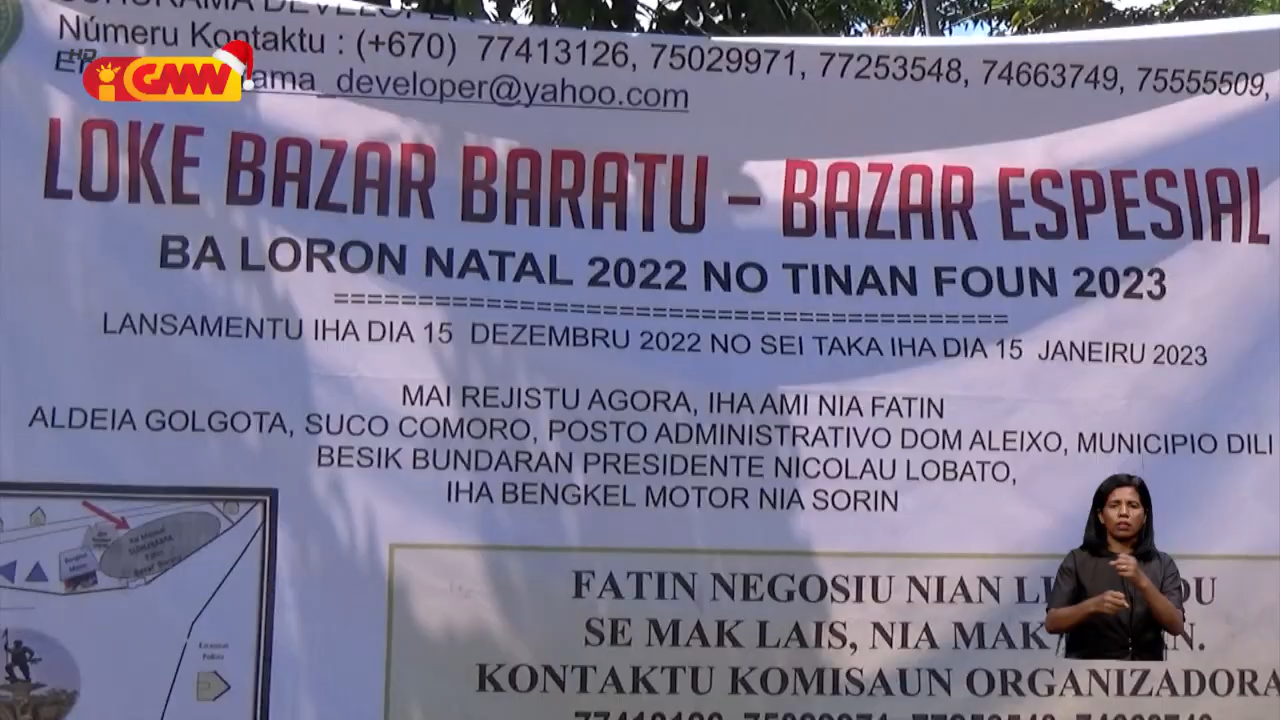 Númeru Kontaktu : (+670) 77413126, 75029971, 77253548, 74663749, 75555509,
HD
GMN
ama_developer@yahoo.com
LOKE BAZAR BARATU – BAZAR ESPESIAL
BA LORON NATAL 2022 NO TINAN FOUN 2023
LANSAMENTU IHA DIA 15 DEZEMBRU 2022 NO SEI TAKA IHA DIA 15 JANEIRU 2023
MAI REJISTU AGORA, IHA AMI NIA FATIN
ALDEIA GOLGOTA, SUCO COMORO, POSTO ADMINISTRATIVO DOM ALEIXO, MUNICIPIO DILI
BESIK BUNDARAN PRESIDENTE NICOLAU LOBATO,
IHA BENGKEL MOTOR NIA SORIN
FATIN NEGOSIU NIAN
SE MAK LAIS, NIA MAK
KONTAKTU KOMISAUN ORGANIZADORA